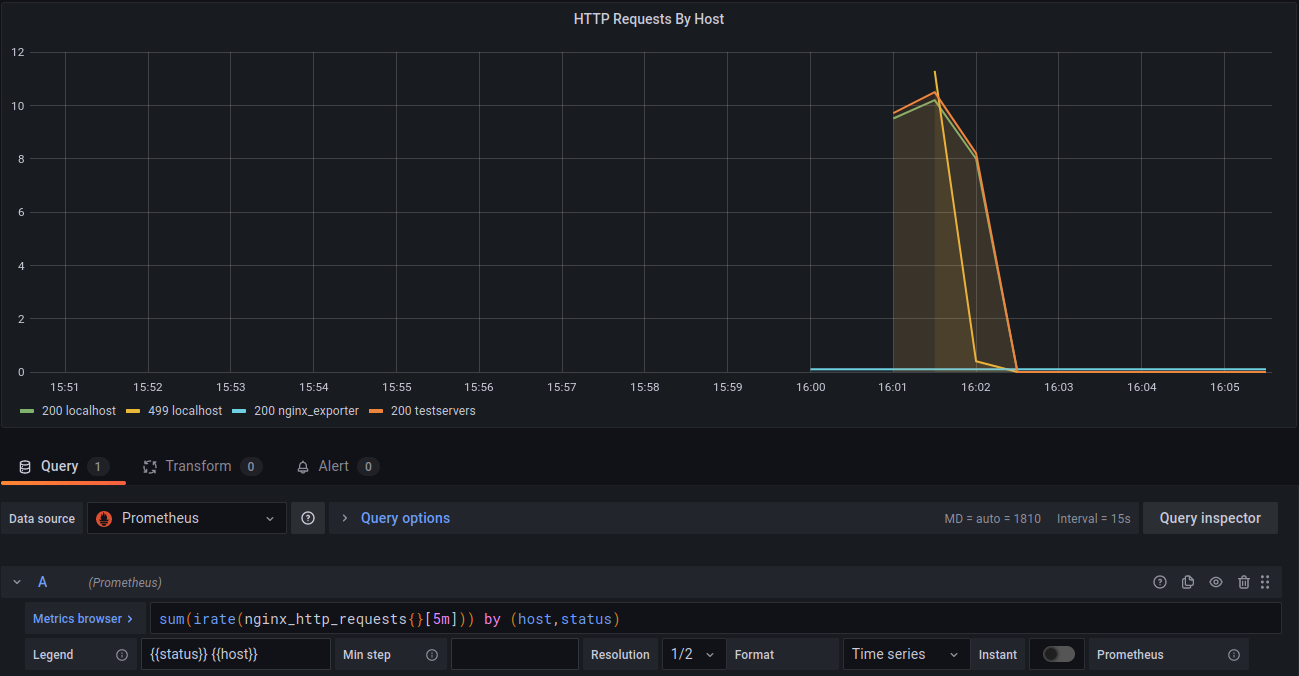 HTTP Requests By Host
12
10
8
6
4
2
0
15:51 15:52 15:53 15:54 15:55 15:56 15:57 15:58 15:59 16:00 16:01 16:02 16:03 16:04 16:05
200 localhost 499 localhost 200 nginx_exporter 200 testservers
Query 1 Transform 0 Alert 0
Data source Prometheus Query options MD = auto = 1810 Interval = 15s Query inspector
A (Prometheus)
Metrics browser sum(irate(nginx_http_requests{}[5m])) by (host,status)
Legend {{status}} {{host}} Min step Resolution 1/2 Format Time series Instant Prometheus